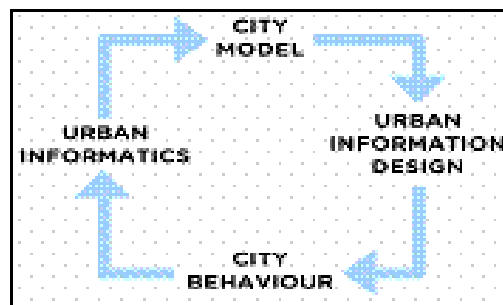 CITY
MODEL
URBAN
INFORMATICS
URBAN
INFORMATION
DESIGN
CITY
BEHAVIOUR